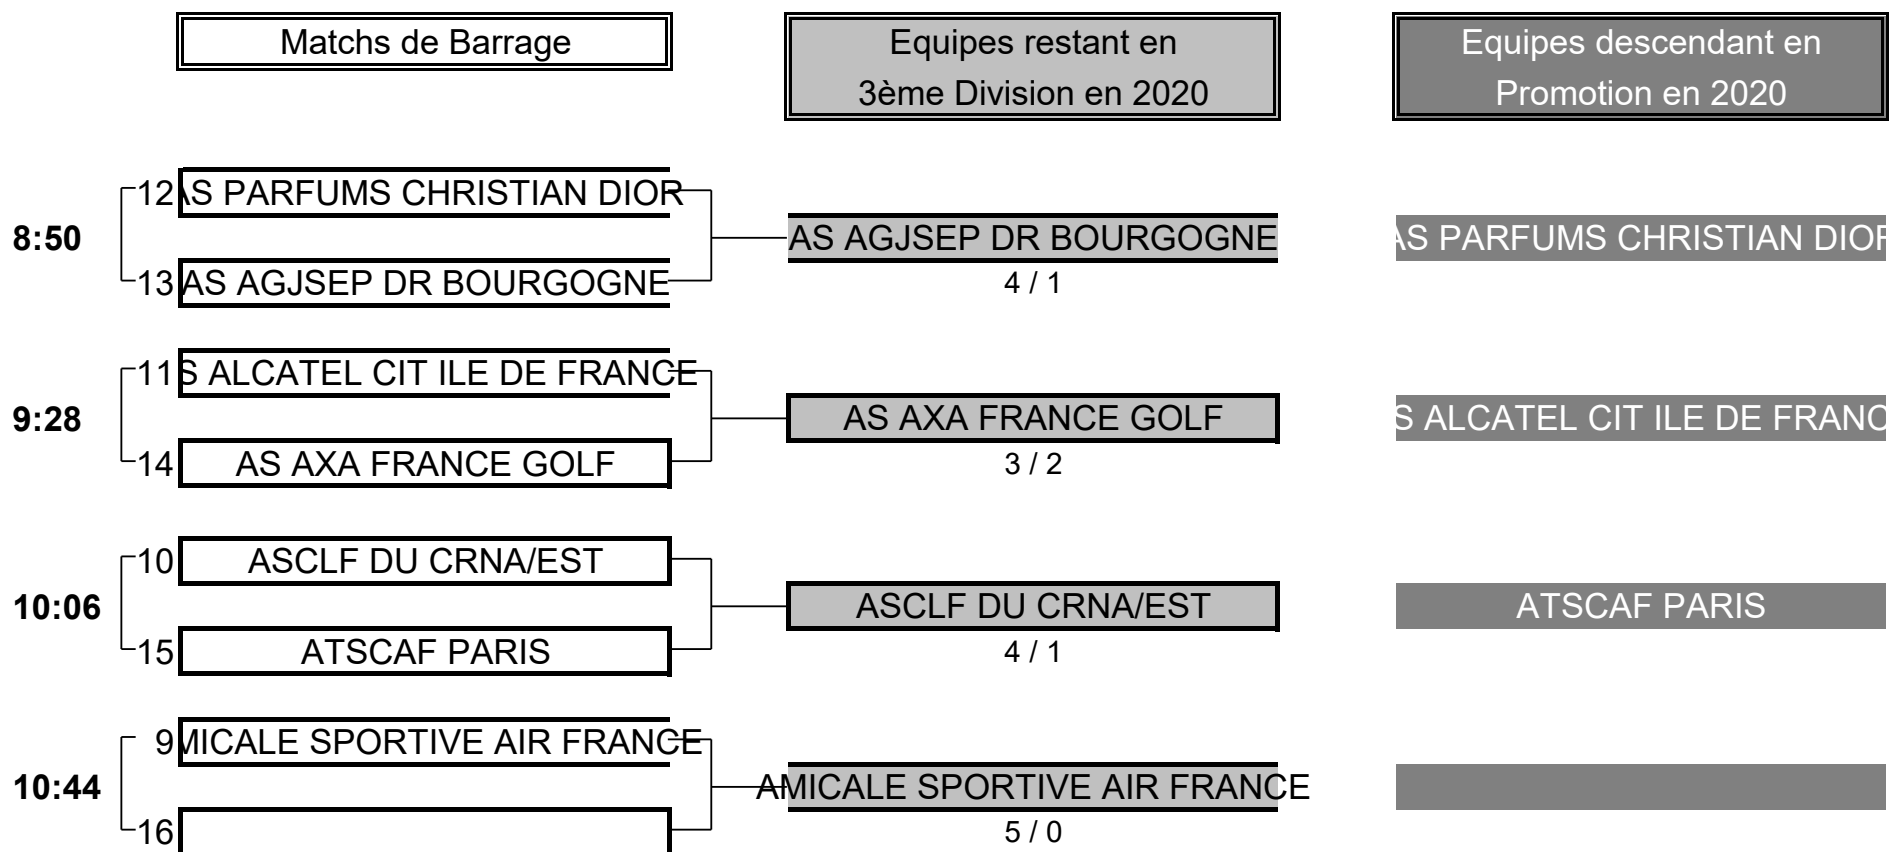 Matchs de Barrage
Equipes restant en
3ème Division en 2020
Equipes descendant en
Promotion en 2020
12 AS PARFUMS CHRISTIAN DIOR
8:50
AS AGJSEP DR BOURGOGNE
AS PARFUMS CHRISTIAN DIOR
13 AS AGJSEP DR BOURGOGNE
4 / 1
11 S ALCATEL CIT ILE DE FRANCE
9:28
AS AXA FRANCE GOLF
S ALCATEL CIT ILE DE FRANC
14 AS AXA FRANCE GOLF
3 / 2
10 ASCLF DU CRNA/EST
10:06
ASCLF DU CRNA/EST
ATSCAF PARIS
15 ATSCAF PARIS
4 / 1
9 MICALE SPORTIVE AIR FRANCE
10:44
AMICALE SPORTIVE AIR FRANCE
16
5 / 0